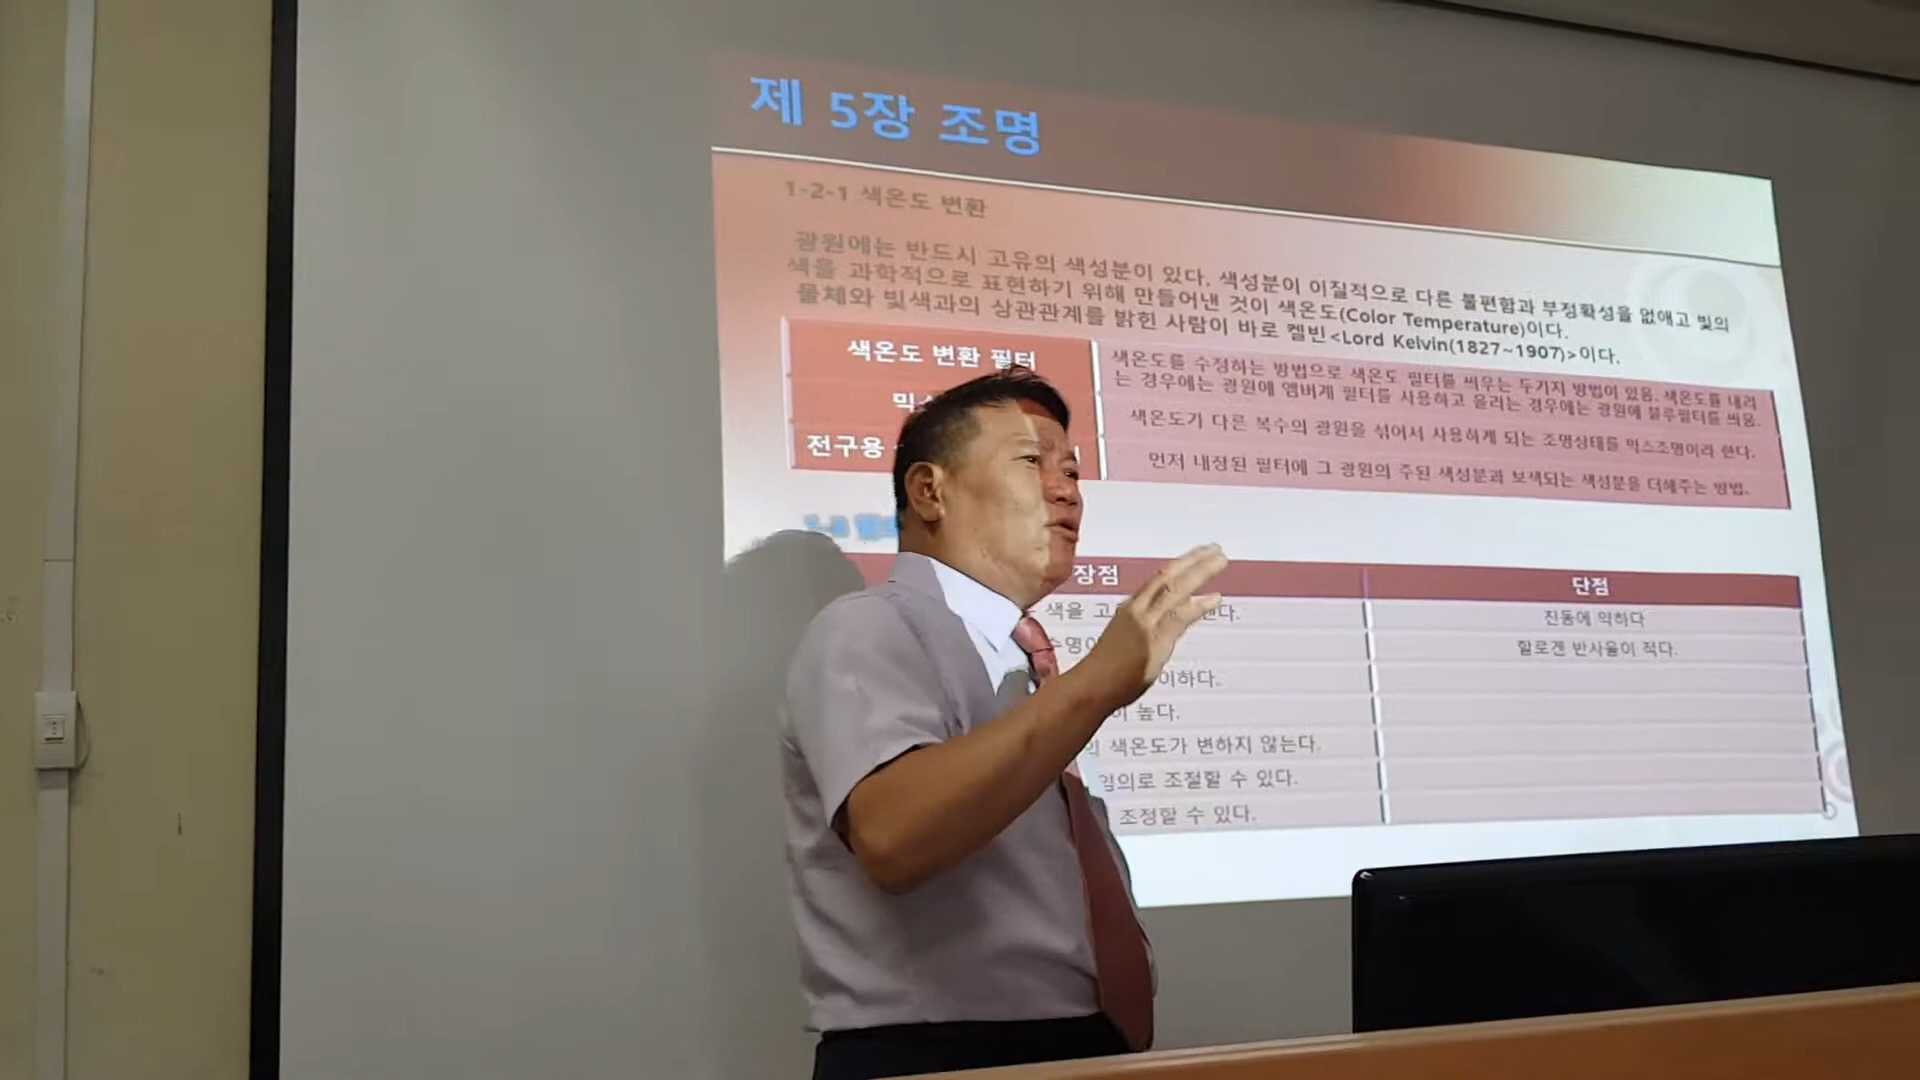 제 5장 조명
1-2-1 색온도 변환
광원에는 반드시 고유의 색성분이 있다. 색성분이 이질적으로 다른 불편함과 부정확성을 없애고 빛의
색을 과학적으로 표현하기 위해 만들어낸 것이 색온도(Color Temperature)이다.
물체와 빛색과의 상관관계를 밝힌 사람이 바로 켈빈<Lord Kelvin(1827~1907)>이다.
색온도 변환 필터
색온도를 수정하는 방법으로 색온도 필터를 씌우는 두가지 방법이 있음. 색온도를 내려
는 경우에는 광원에 앰버계 필터를 사용하고 올리는 경우에는 광원에 블루필터를 씌움.
색온도가 다른 복수의 광원을 섞어서 사용하게 되는 조명상태를 믹스조명이라 한다.
전구용
먼저 내장된 필터에 그 광원의 주된 색성분과 보색되는 색성분을 더해주는 방법.
장점
단점
색을
진동에 약하다
할로겐 반사율이 적다.
이하다.
높다.
색온도가 변하지 않는다.
임의로 조절할 수 있다.
조정할 수 있다.